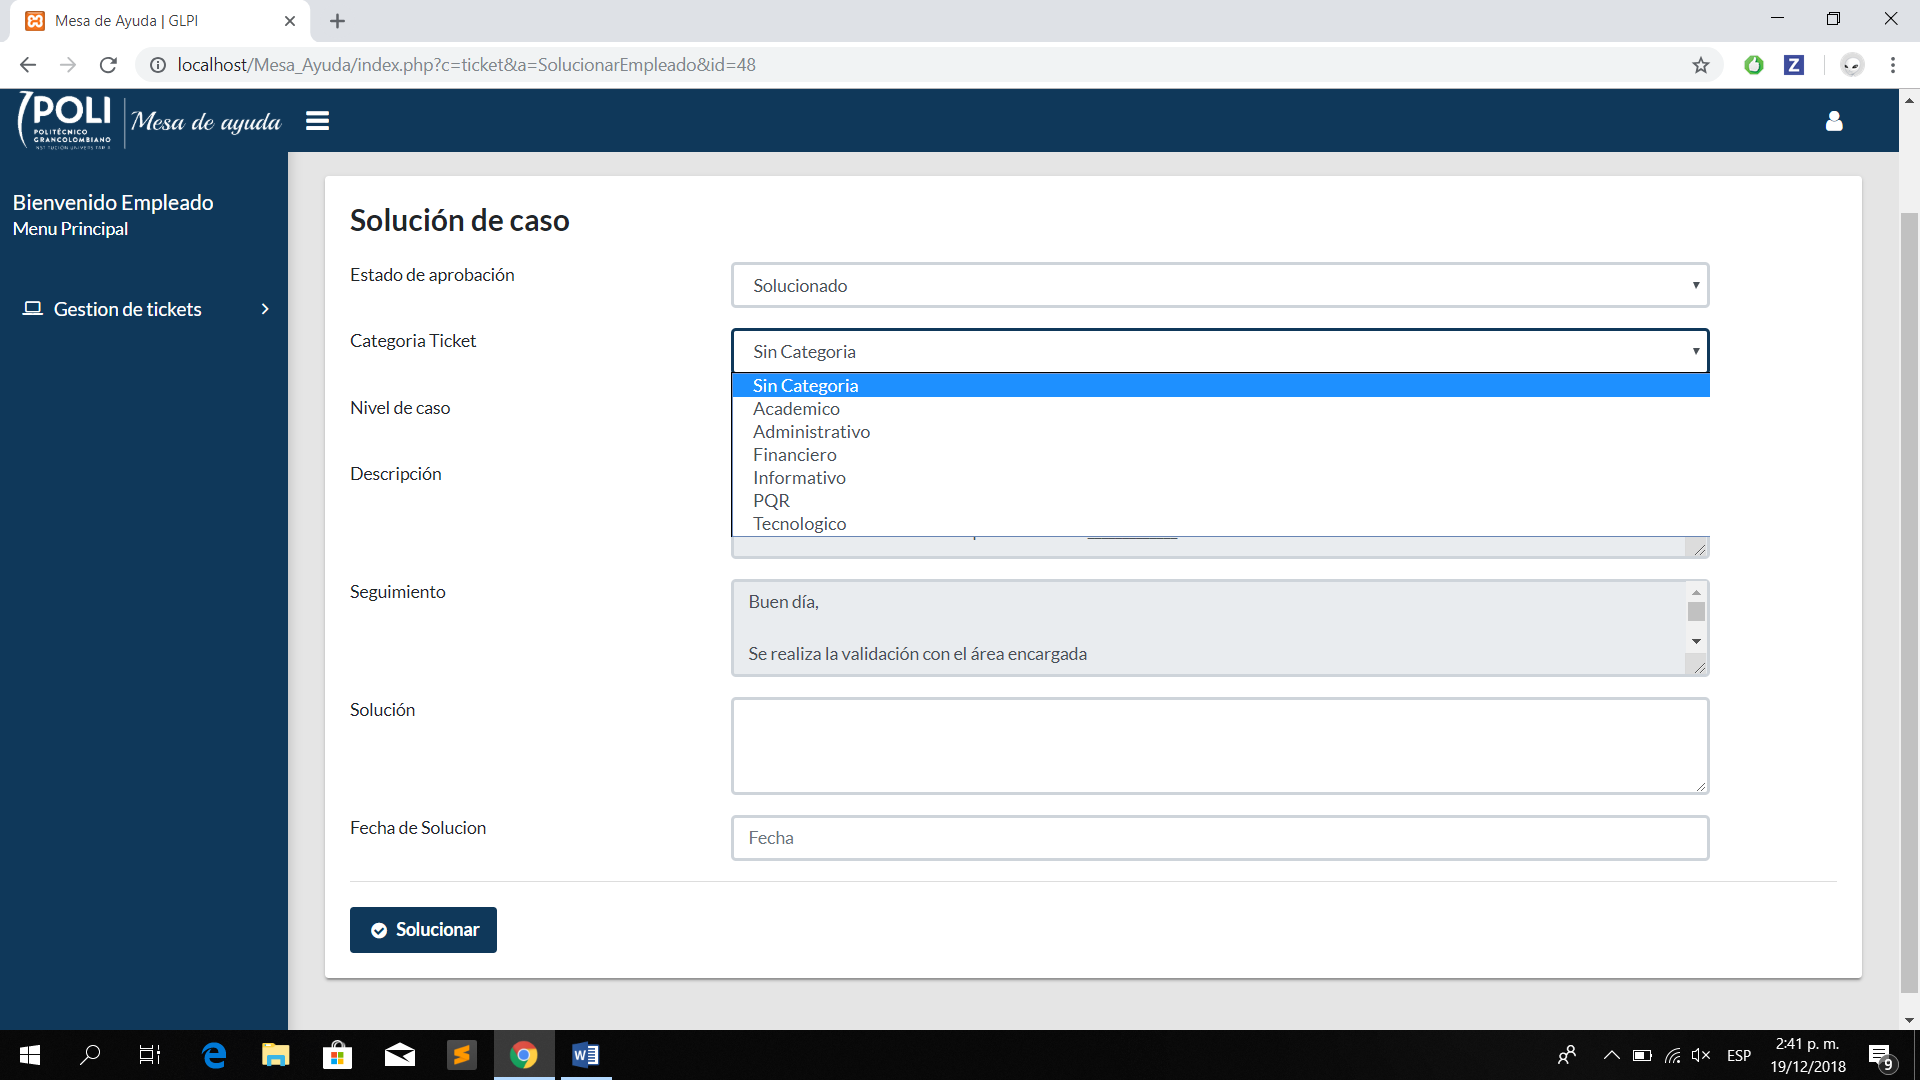 Mesa de Ayuda | GLPI
localhost/Mesa_Ayuda/index.php?c=ticket&a=SolucionarEmpleado&id=48
POLI
POLITÉCNICO
GRANCOLOMBIANO
Mesa de ayuda
Bienvenido Empleado
Menu Principal
Gestion de tickets
Solución de caso
Estado de aprobación
Solucionado
Categoria Ticket
Sin Categoria
Sin Categoria
Academico
Administrativo
Financiero
Informativo
PQR
Tecnologico
Nivel de caso
Descripción
Seguimiento
Buen día,
Se realiza la validación con el área encargada
Solución
Fecha de Solucion
Fecha
Solucionar
ESP
2:41 p. m.
19/12/2018
9